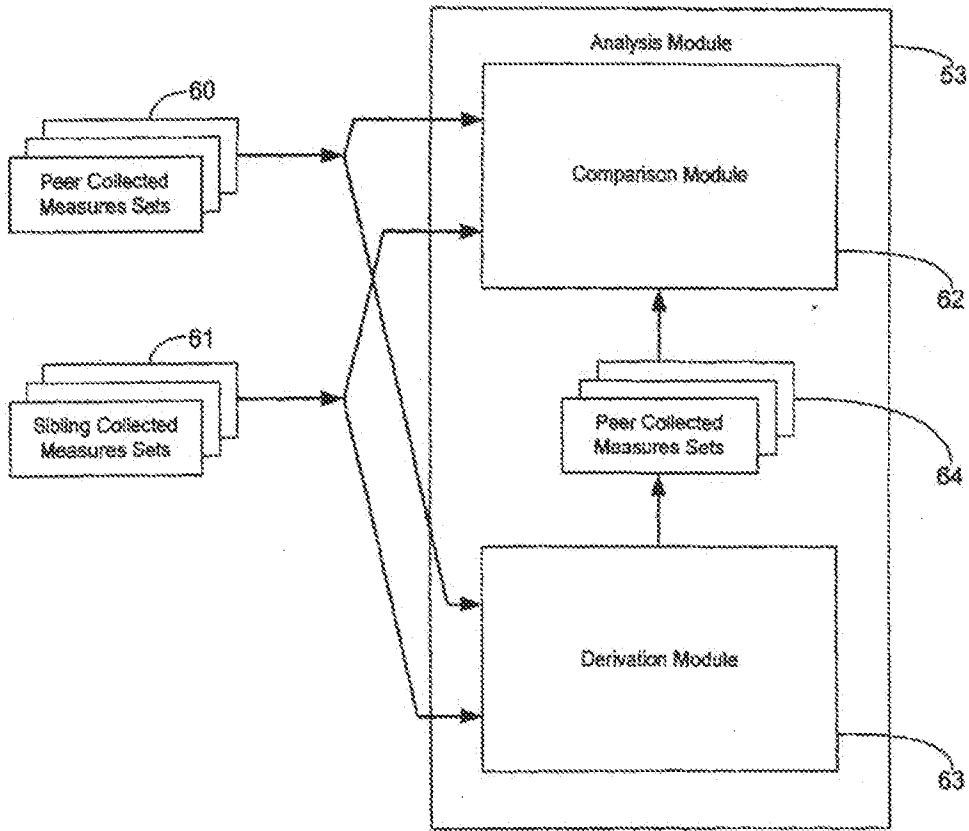 Analysis Module
53
60
Peer Collected
Measures Sets
Comparison Module
62
61
Sibling Collected
Measures Sets
Peer Collected
Measures Sets
64
Derivation Module
63